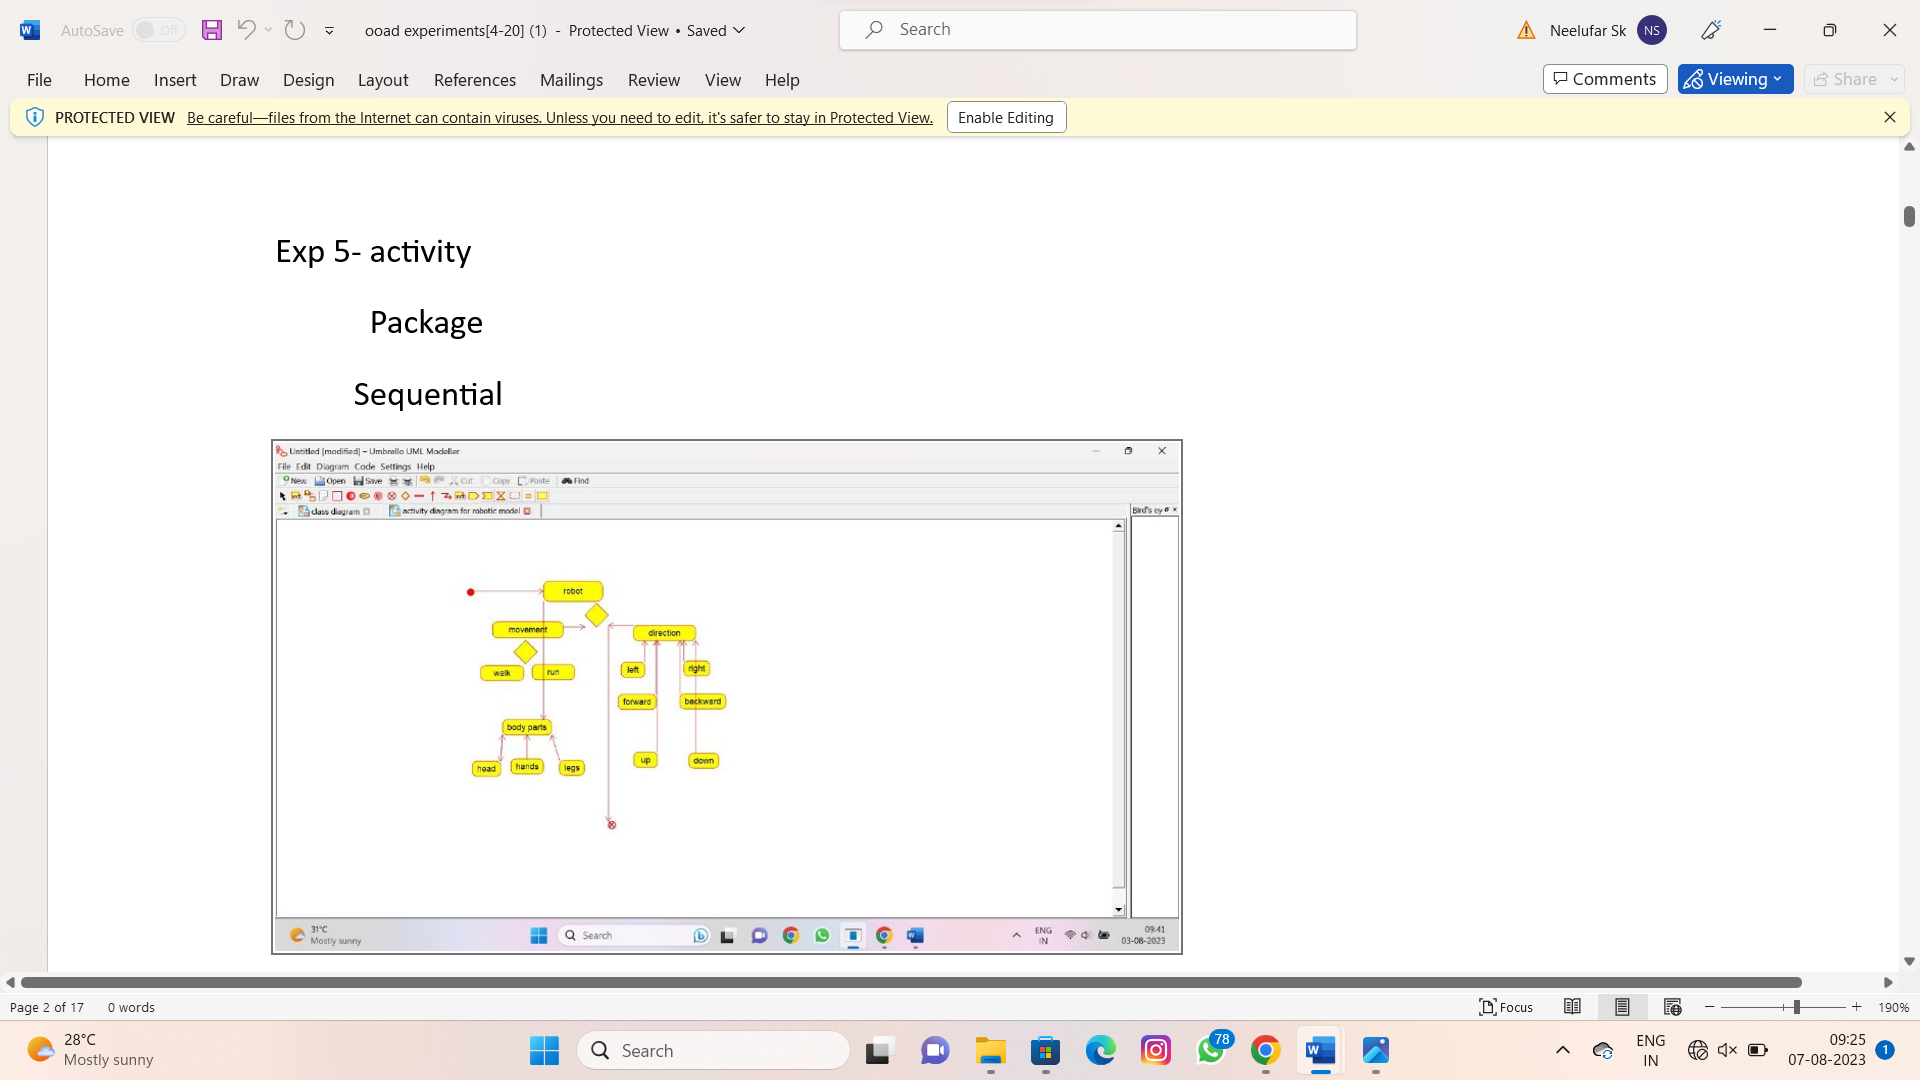 AutoSave Off ooad experiments[4-20] (1) - Protected View • Saved Search Neelufar Sk NS
File Home Insert Draw Design Layout References Mailings Review View Help Comments Viewing Share
PROTECTED VIEW Be careful—files from the Internet can contain viruses. Unless you need to edit, it's safer to stay in Protected View. Enable Editing
Exp 5- activity
Package
Sequential
Untitled [modified] – Umbrello UML Modeller
File Edit Diagram Code Settings Help
New Open Save Cut Copy Paste Find
class diagram activity diagram for robotic model Bird's ey
robot
movement direction
walk run left right
forward backward
body parts
head hands legs up down
31°C
Mostly sunny
Search
ENG
IN
09:41
03-08-2023
Page 2 of 17 0 words Focus 190%
28°C
Mostly sunny
Search
78
ENG
IN
09:25
07-08-2023
1